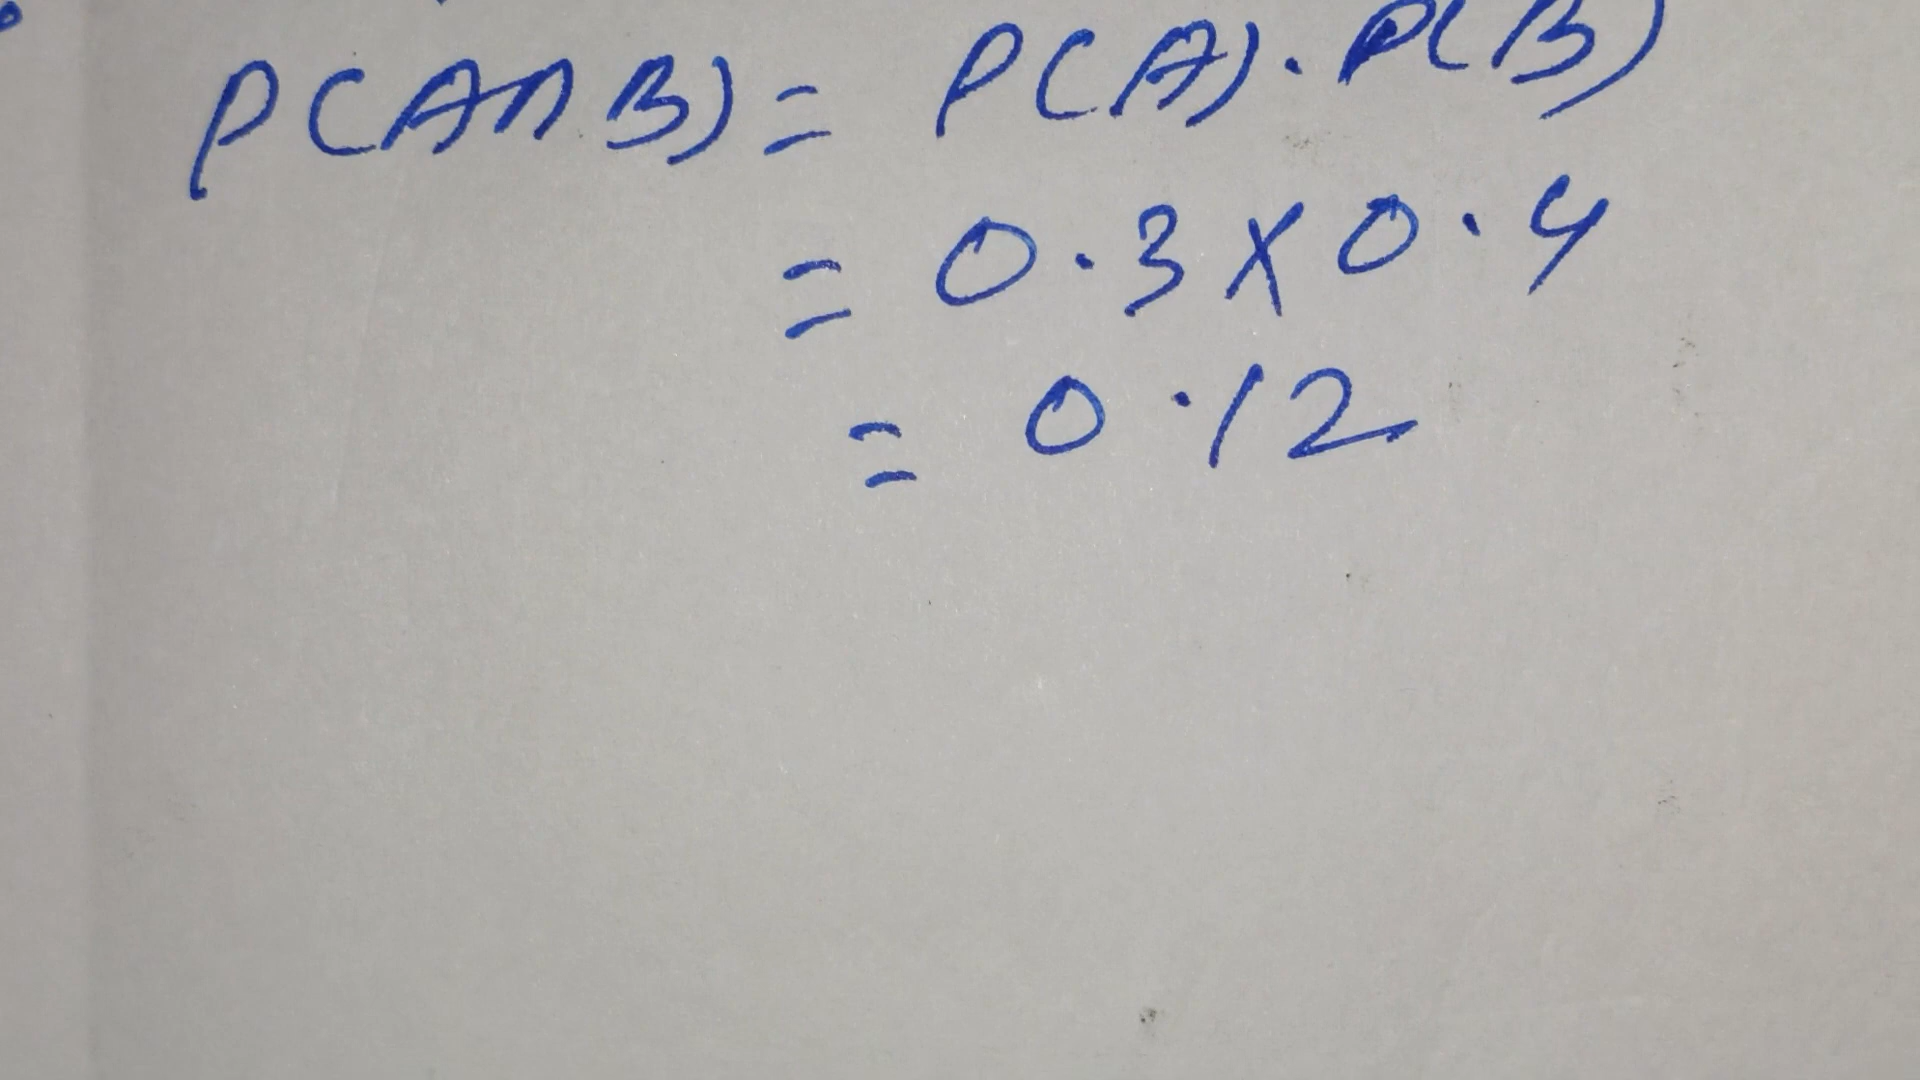 P(A∩B) = P(A).P(B)
= 0.3 X 0.4
= 0.12